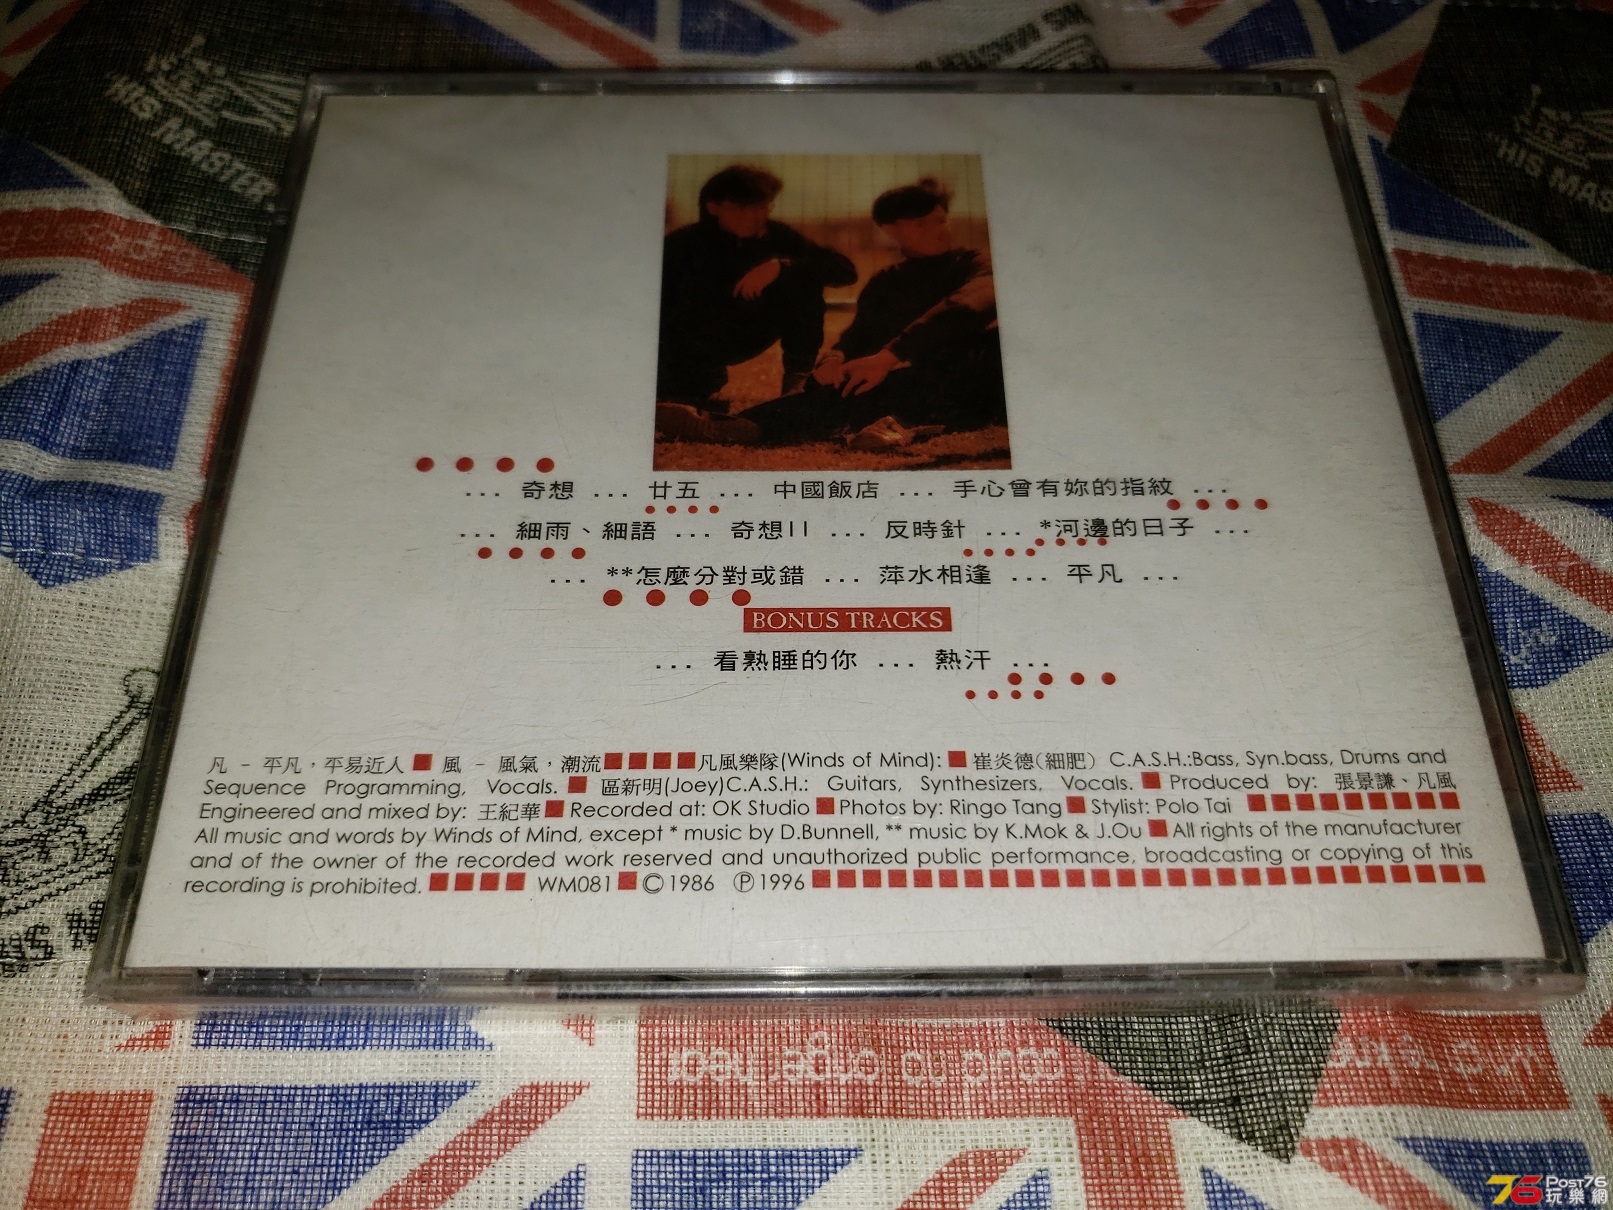 HIS MASTER
HIS MAST
... 奇想 ... 廿五 ... 中國飯店 ... 手心曾有妳的指紋 ...
... 細雨、細語 ... 奇想II ... 反時針 ... *河邊的日子 ...
... **怎麼分對或錯 ... 萍水相逢 ... 平凡 ...
BONUS TRACKS
... 看熟睡的你 ... 熱汗 ...
凡 - 平凡，平易近人 ■ 風 - 風氣，潮流■■■■凡風樂隊(Winds of Mind): ■ 崔炎德(細肥) C.A.S.H.:Bass, Syn.bass, Drums and
Sequence Programming, Vocals. ■ 區新明(Joey)C.A.S.H.: Guitars, Synthesizers, Vocals. ■ Produced by: 張景謙、凡風
Engineered and mixed by: 王紀華■ Recorded at: OK Studio ■ Photos by: Ringo Tang ■ Stylist: Polo Tai ■■■■■■■■■
All music and words by Winds of Mind, except * music by D.Bunnell, ** music by K.Mok & J.Ou ■ All rights of the manufacturer
and of the owner of the recorded work reserved and unauthorized public performance, broadcasting or copying of this
recording is prohibited. ■■■■ WM081 ■ © 1986 ℗ 1996 ■■■■■■■■■■■■■■■■■■■■■■■■■■■
76 Post76
玩樂網